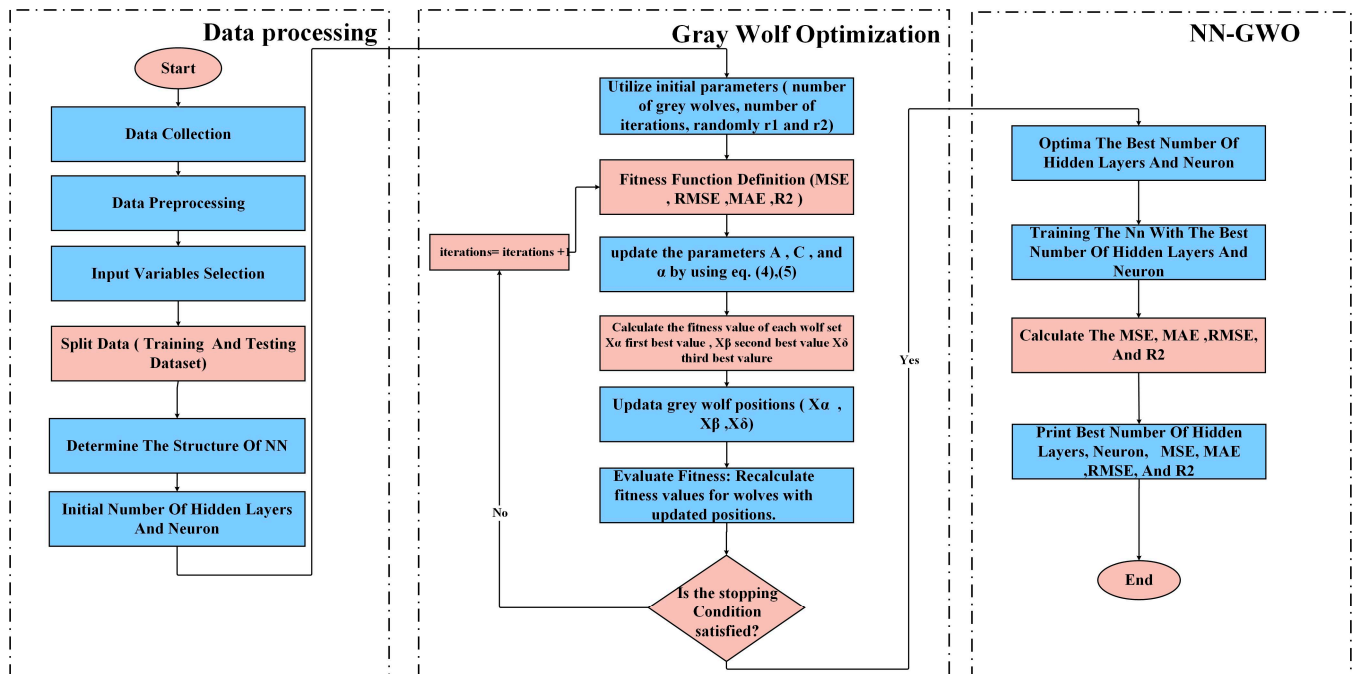 Data processing
Start
Data Collection
Data Preprocessing
Input Variables Selection
Split Data ( Training And Testing
Dataset)
Determine The Structure Of NN
Initial Number Of Hidden Layers
And Neuron
Gray Wolf Optimization
Utilize initial parameters ( number
of grey wolves, number of
iterations, randomly r1 and r2)
Fitness Function Definition (MSE
, RMSE ,MAE ,R2 )
iterations= iterations +1
update the parameters A , C , and
α by using eq. (4),(5)
Calculate the fitness value of each wolf set
Xα first best value , Xβ second best value Xδ
third best valure
Updata grey wolf positions ( Xα ,
Xβ ,Xδ)
Evaluate Fitness: Recalculate
fitness values for wolves with
updated positions.
No
Is the stopping
Condition
satisfied?
Yes
NN-GWO
Optima The Best Number Of
Hidden Layers And Neuron
Training The Nn With The Best
Number Of Hidden Layers And
Neuron
Calculate The MSE, MAE ,RMSE,
And R2
Print Best Number Of Hidden
Layers, Neuron, MSE, MAE
,RMSE, And R2
End